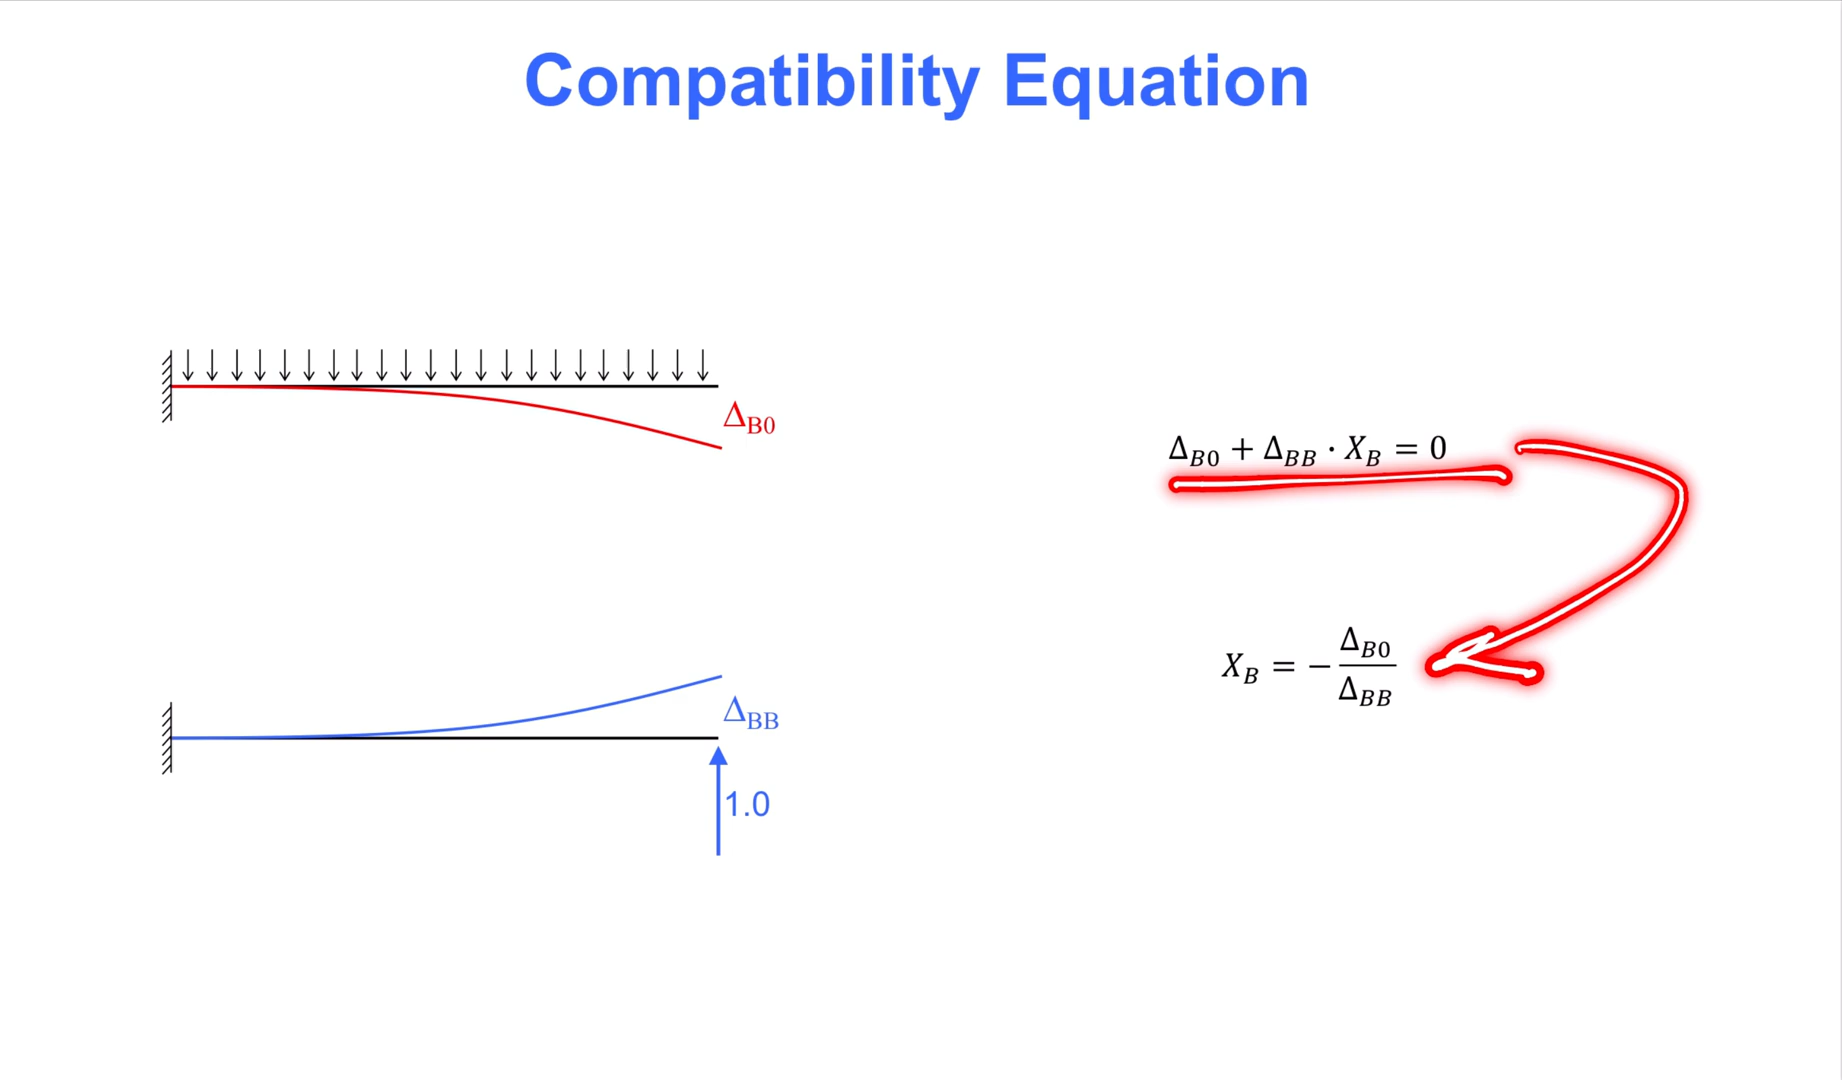 Compatibility Equation
Δ_B0
Δ_B0 + Δ_BB · X_B = 0
X_B = − Δ_B0 / Δ_BB
Δ_BB
1.0